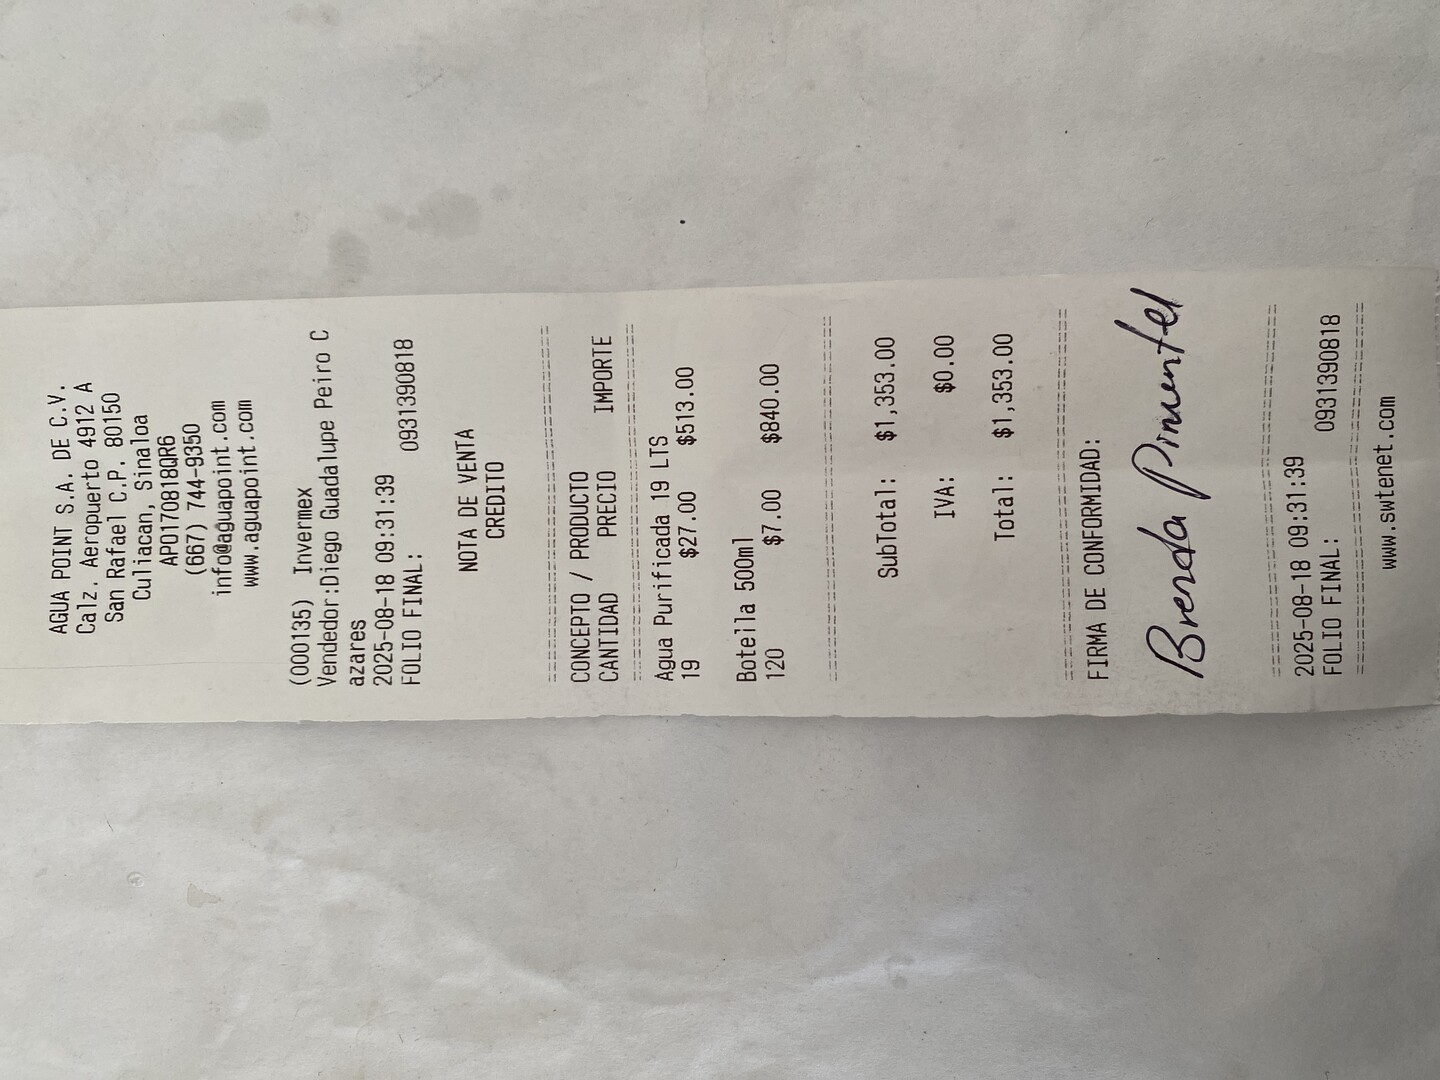 AGUA POINT S.A. DE C.V.
Calz. Aeropuerto 4912 A
San Rafael C.P. 80150
Culiacan, Sinaloa
APO170818QR6
(667) 744-9350
info@aguapoint.com
www.aguapoint.com
(000135) Invermex
Vendedor:Diego Guadalupe Peiro C
azares
2025-08-18 09:31:39
FOLIO FINAL: 0931390818
NOTA DE VENTA
CREDITO
================================
CONCEPTO / PRODUCTO
CANTIDAD PRECIO IMPORTE
================================
Agua Purificada 19 LTS
19 $27.00 $513.00
Botella 500ml
120 $7.00 $840.00
================================
SubTotal: $1,353.00
IVA: $0.00
Total: $1,353.00
================================
FIRMA DE CONFORMIDAD:
Brenda Pimentel
================================
2025-08-18 09:31:39
FOLIO FINAL: 0931390818
================================
www.swtenet.com